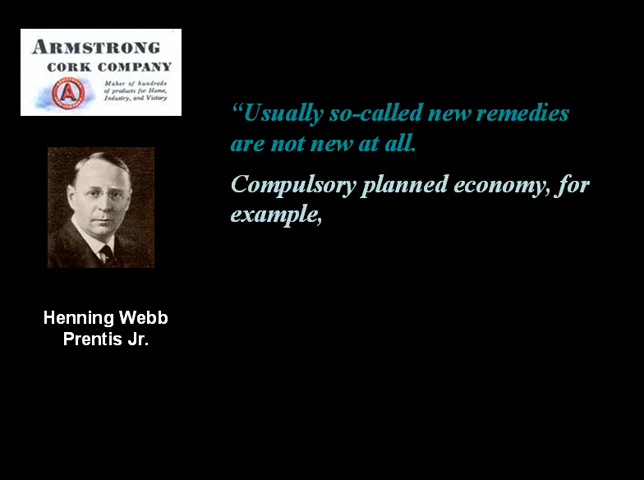 ARMSTRONG
CORK COMPANY
Maker of hundreds
of products for Home,
Industry, and Victory
A
“Usually so-called new remedies
are not new at all.
Compulsory planned economy, for
example,
Henning Webb
Prentis Jr.